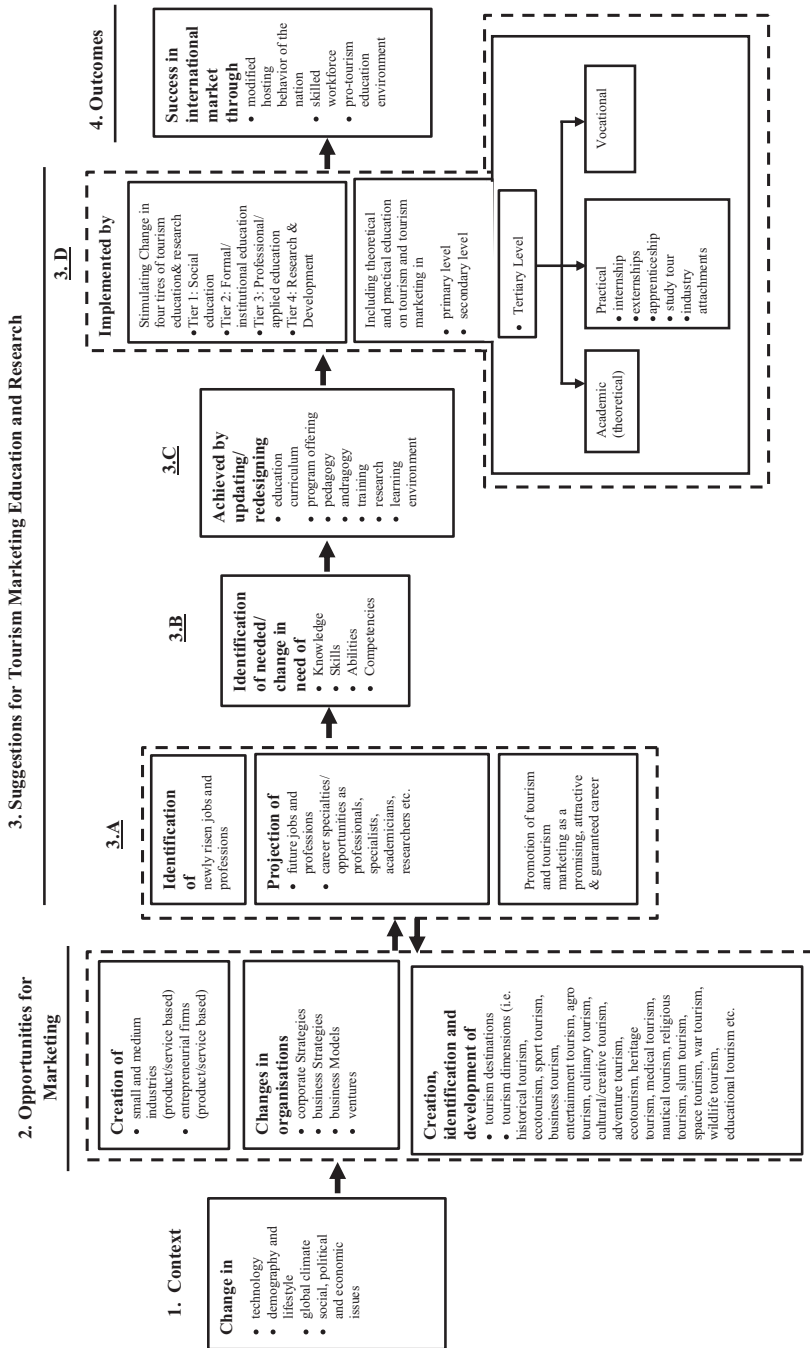 1. Context
Change in
• technology
• demography and
lifestyle
• global climate
• social, political
and economic
issues
2. Opportunities for
Marketing
Creation of
• small and medium
industries
(product/service based)
• entrepreneurial firms
(product/service based)
Changes in
organisations
• corporate Strategies
• business Strategies
• business Models
• ventures
Creation,
identification and
development of
• tourism destinations
• tourism dimensions (i.e.
historical tourism,
ecotourism, sport tourism,
business tourism,
entertainment tourism, agro
tourism, culinary tourism,
cultural/creative tourism,
adventure tourism,
ecotourism, heritage
tourism, medical tourism,
nautical tourism, religious
tourism, slum tourism,
space tourism, war tourism,
wildlife tourism,
educational tourism etc.
3. Suggestions for Tourism Marketing Education and Research
3.A
Identification
of
newly risen jobs and
professions
Projection of
• future jobs and
professions
• career specialties/
opportunities as
professionals,
specialists,
academicians,
researchers etc.
Promotion of tourism
and tourism
marketing as a
promising, attractive
& guaranteed career
3.B
Identification
of needed/
change in
need of
• Knowledge
• Skills
• Abilities
• Competencies
3.C
Achieved by
updating/
redesigning
• education
curriculum
• program offering
• pedagogy
• andragogy
• training
• research
• learning
environment
3. D
Implemented by
Stimulating Change in
four tires of tourism
education& research
•Tier 1: Social
education
•Tier 2: Formal/
institutional education
•Tier 3: Professional/
applied education
•Tier 4: Research &
Development
Including theoretical
and practical education
on tourism and tourism
marketing in
• primary level
• secondary level
• Tertiary Level
Academic
(theoretical)
Practical
• internship
• externships
• apprenticeship
• study tour
• industry
attachments
Vocational
4. Outcomes
Success in
international
market
through
• modified
hosting
behavior of the
nation
• skilled
workforce
• pro-tourism
education
environment